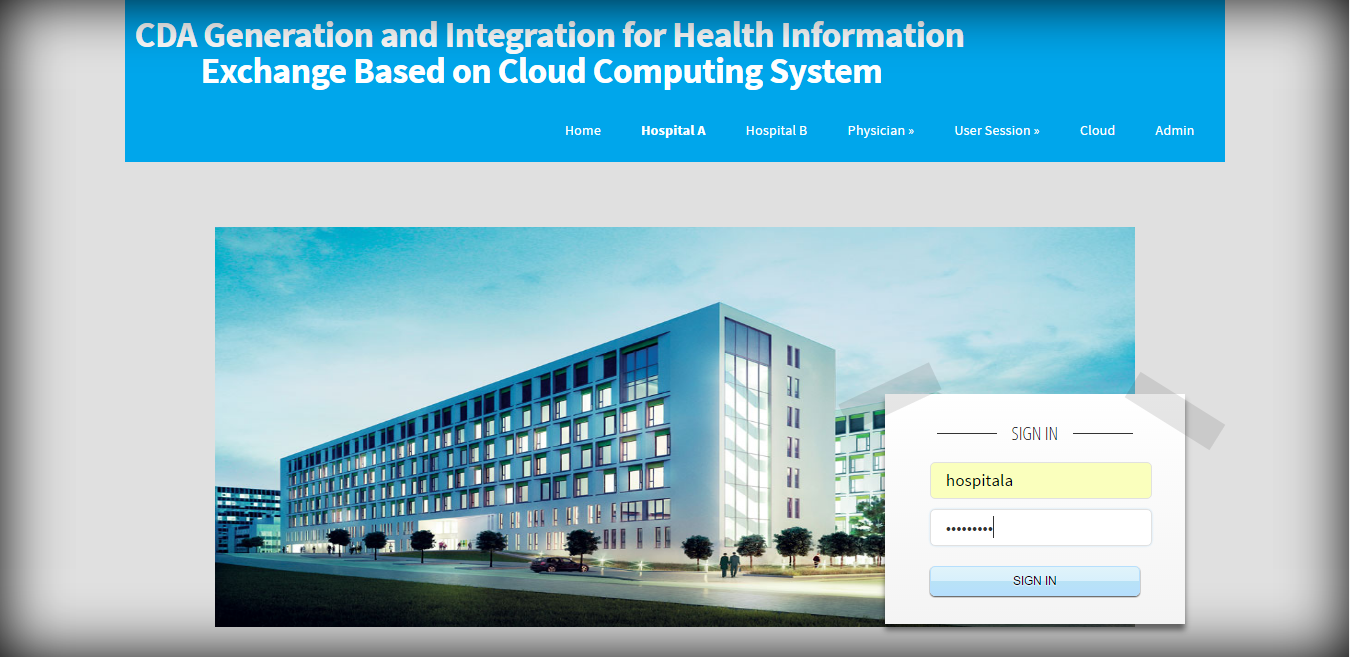 CDA Generation and Integration for Health Information
Exchange Based on Cloud Computing System
Home Hospital A Hospital B Physician » User Session » Cloud Admin
SIGN IN
hospitala
•••••••••
SIGN IN